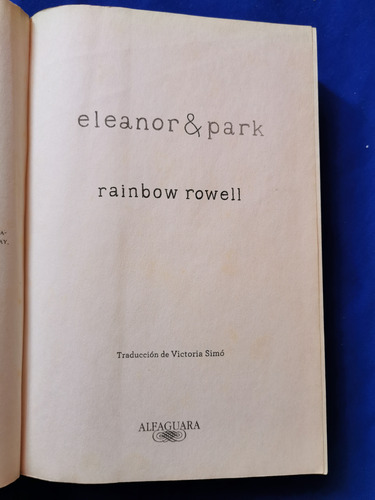 eleanor & park
rainbow rowell
Traducción de Victoria Simó
ALFAGUARA